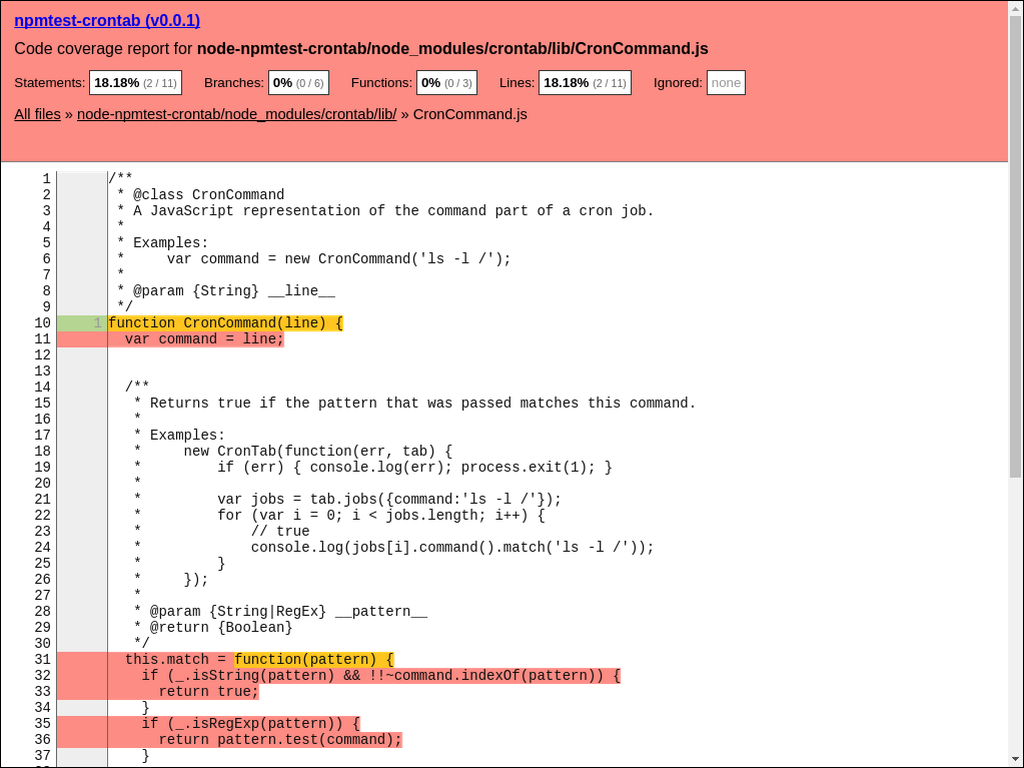 npmtest-crontab (v0.0.1)
Code coverage report for node-npmtest-crontab/node_modules/crontab/lib/CronCommand.js
Statements: 18.18% (2 / 11) Branches: 0% (0 / 6) Functions: 0% (0 / 3) Lines: 18.18% (2 / 11) Ignored: none
All files » node-npmtest-crontab/node_modules/crontab/lib/ » CronCommand.js
1 /**
2  * @class CronCommand
3  * A JavaScript representation of the command part of a cron job.
4  *
5  * Examples:
6  *     var command = new CronCommand('ls -l /');
7  *
8  * @param {String} __line__
9  */
10 1 function CronCommand(line) {
11   var command = line;
12
13
14   /**
15    * Returns true if the pattern that was passed matches this command.
16    *
17    * Examples:
18    *     new CronTab(function(err, tab) {
19    *         if (err) { console.log(err); process.exit(1); }
20    *
21    *         var jobs = tab.jobs({command:'ls -l /'});
22    *         for (var i = 0; i < jobs.length; i++) {
23    *             // true
24    *             console.log(jobs[i].command().match('ls -l /'));
25    *         }
26    *     });
27    *
28    * @param {String|RegEx} __pattern__
29    * @return {Boolean}
30    */
31   this.match = function(pattern) {
32     if (_.isString(pattern) && !!~command.indexOf(pattern)) {
33       return true;
34     }
35     if (_.isRegExp(pattern)) {
36       return pattern.test(command);
37     }